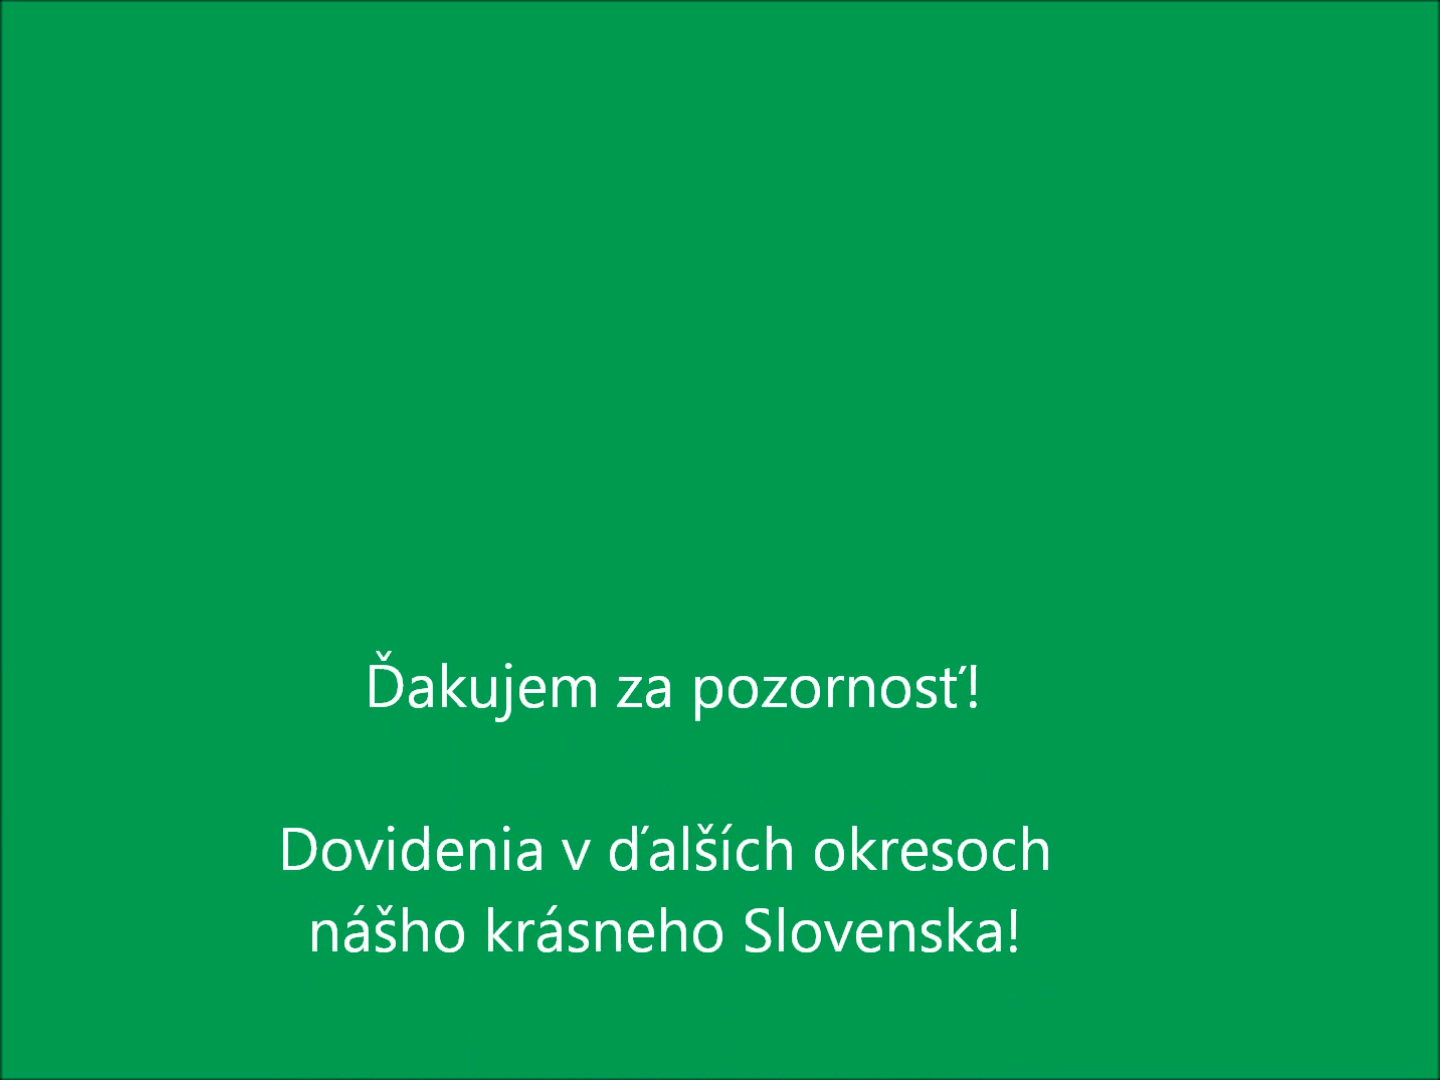 Ďakujem za pozornosť!
Dovidenia v ďalších okresoch
nášho krásneho Slovenska!